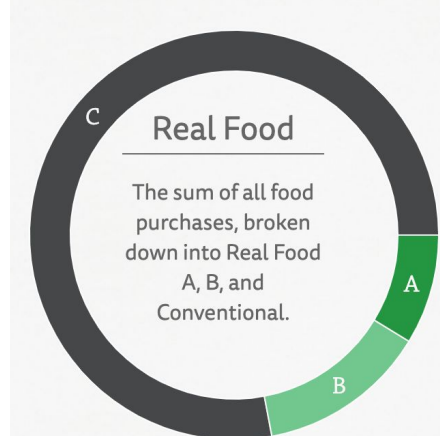 C
Real Food
The sum of all food
purchases, broken
down into Real Food
A, B, and
Conventional.
A
B